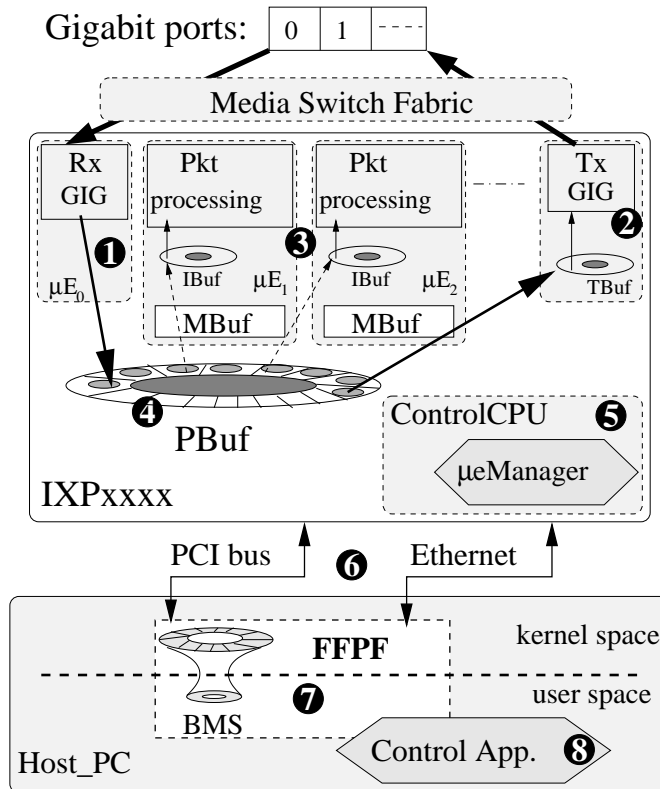 Gigabit ports: 0 1
Media Switch Fabric
Rx
GIG
1
μE0
Pkt
processing
IBuf
μE1
MBuf
3
Pkt
processing
IBuf
μE2
MBuf
Tx
GIG
2
TBuf
4
PBuf
ControlCPU
5
μeManager
IXPxxxx
PCI bus
6
Ethernet
FFPF
kernel space
7
user space
BMS
Control App.
8
Host_PC